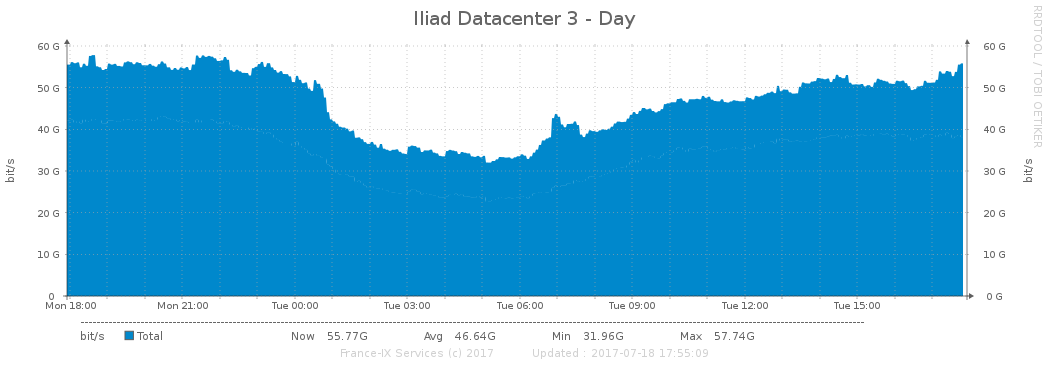 Iliad Datacenter 3 - Day
RRDTOOL / TOBI OETIKER
bit/s
bit/s
60 G
50 G
40 G
30 G
20 G
10 G
0
60 G
50 G
40 G
30 G
20 G
10 G
0 G
Mon 18:00 Mon 21:00 Tue 00:00 Tue 03:00 Tue 06:00 Tue 09:00 Tue 12:00 Tue 15:00
bit/s Total Now 55.77G Avg 46.64G Min 31.96G Max 57.74G
France-IX Services (c) 2017 Updated : 2017-07-18 17:55:09